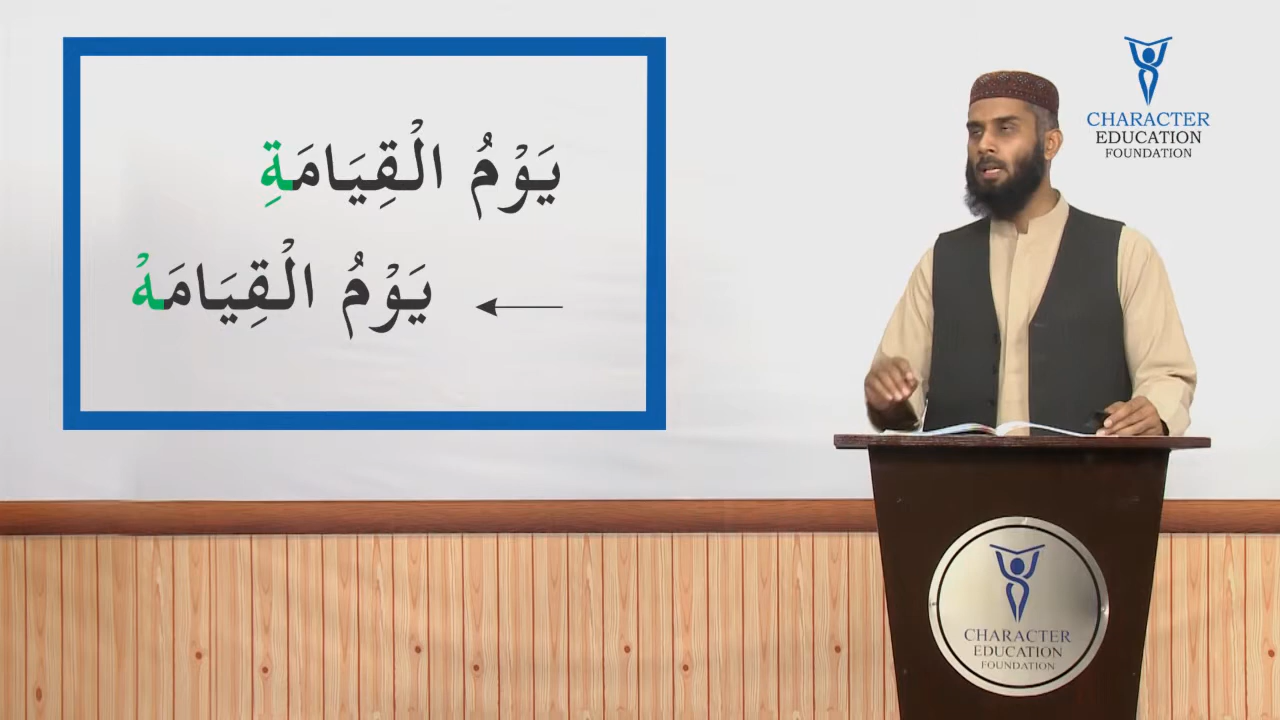 يَوْمُ الْقِيَامَةِ
يَوْمُ الْقِيَامَهْ
CHARACTER
EDUCATION
FOUNDATION
CHARACTER
EDUCATION
FOUNDATION